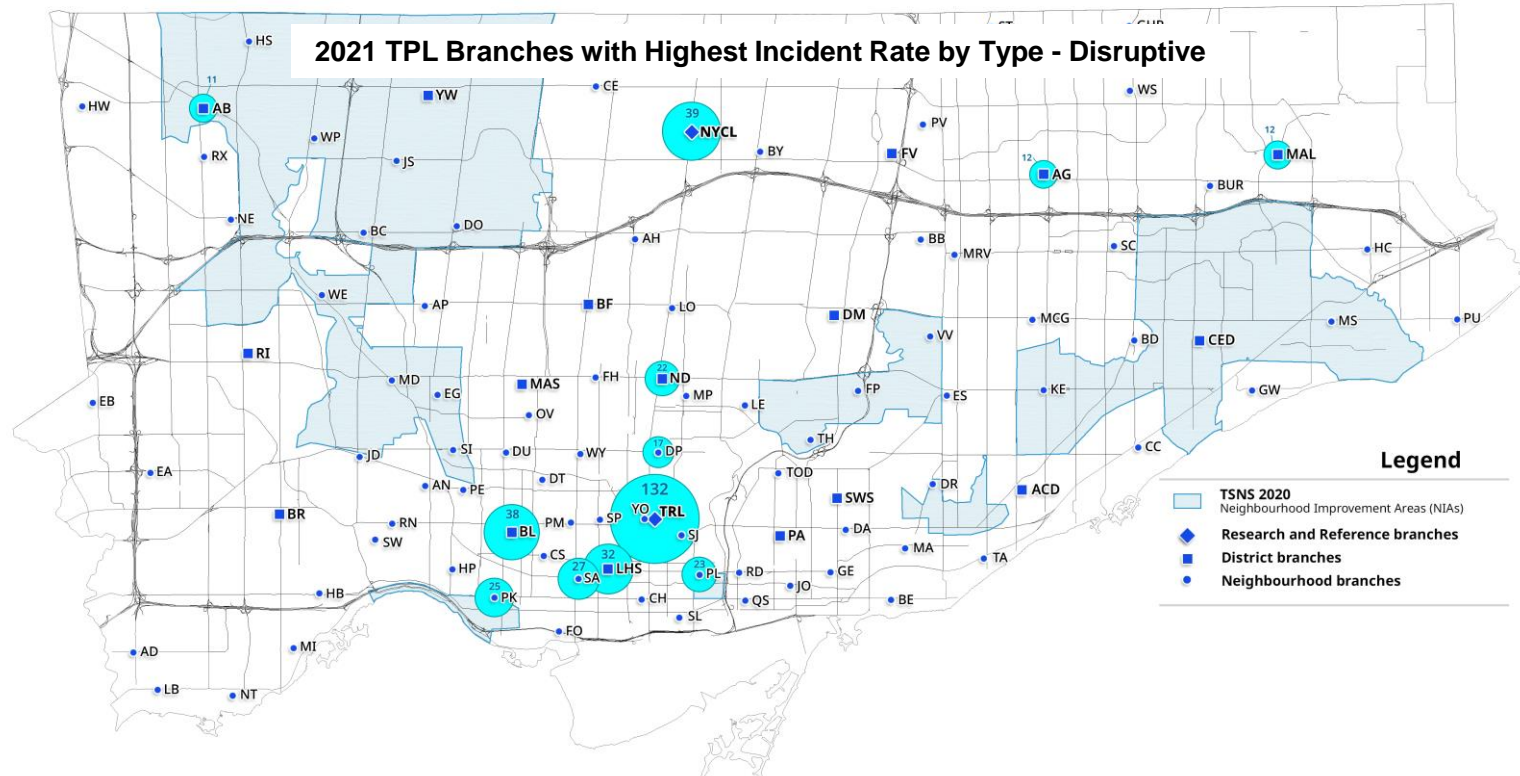 2021 TPL Branches with Highest Incident Rate by Type - Disruptive
HS
CE
WS
HW
11
AB
YW
39
NYCL
PV
WP
RX
JS
BY
FV
12
AG
12
MAL
BUR
NE
BC
DO
AH
BB
MRV
SC
HC
WE
AP
BF
LO
DM
MCG
MS
PU
VV
BD
CED
RI
MD
EG
MAS
FH
22
ND
MP
LE
FP
ES
KE
GW
EB
OV
TH
JD
SI
DU
WY
17
DP
CC
EA
AN
PE
DT
TOD
DR
ACD
SWS
132
YO
TRL
BR
RN
SW
38
BL
PM
SP
SJ
PA
DA
MA
TA
CS
32
LHS
27
SA
23
PL
RD
GE
JO
HP
25
PK
CH
QS
BE
HB
SL
FO
AD
MI
LB
NT
Legend
TSNS 2020
Neighbourhood Improvement Areas (NIAs)
Research and Reference branches
District branches
Neighbourhood branches